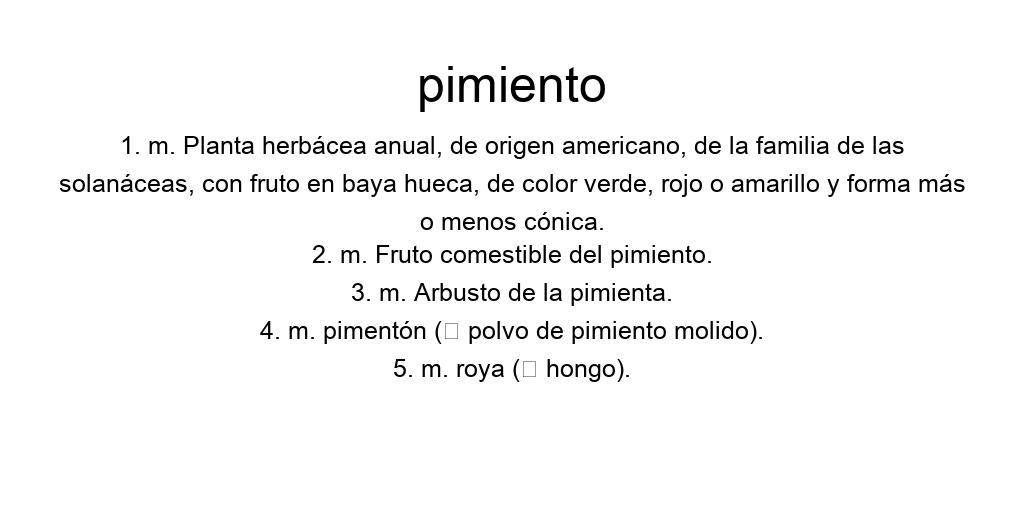 pimiento
1. m. Planta herbácea anual, de origen americano, de la familia de las
solanáceas, con fruto en baya hueca, de color verde, rojo o amarillo y forma más
o menos cónica.
2. m. Fruto comestible del pimiento.
3. m. Arbusto de la pimienta.
4. m. pimentón (□ polvo de pimiento molido).
5. m. roya (□ hongo).